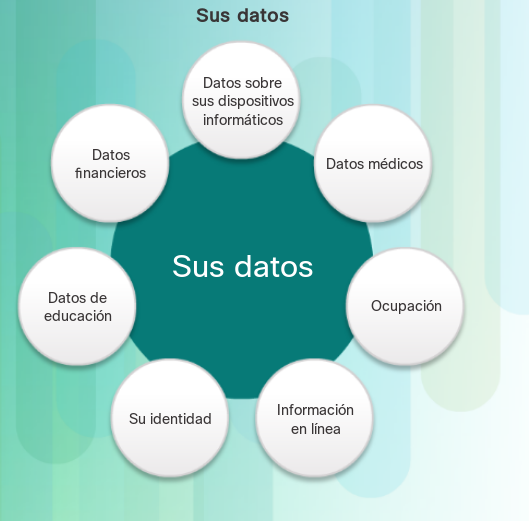 Sus datos
Datos sobre
sus dispositivos
informáticos
Datos
financieros
Datos médicos
Sus datos
Datos de
educación
Ocupación
Su identidad
Información
en línea